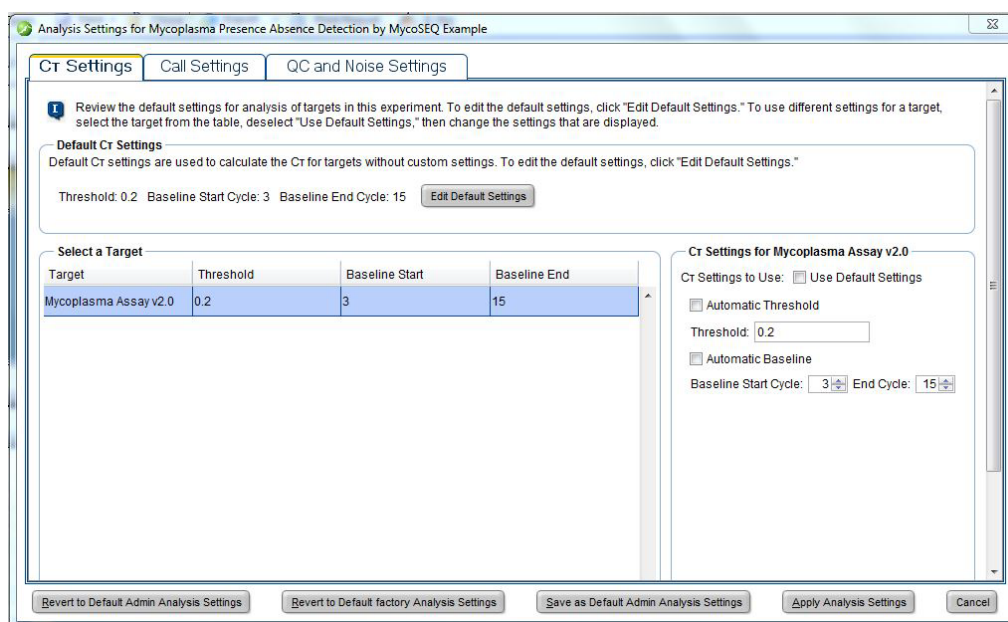 Analysis Settings for Mycoplasma Presence Absence Detection by MycoSEQ Example
CT Settings
Call Settings
QC and Noise Settings
Review the default settings for analysis of targets in this experiment. To edit the default settings, click "Edit Default Settings." To use different settings for a target,
select the target from the table, deselect "Use Default Settings," then change the settings that are displayed.
Default CT Settings
Default CT settings are used to calculate the CT for targets without custom settings. To edit the default settings, click "Edit Default Settings."
Threshold: 0.2 Baseline Start Cycle: 3 Baseline End Cycle: 15 Edit Default Settings
Select a Target
Target Threshold Baseline Start Baseline End
Mycoplasma Assay v2.0 0.2 3 15
CT Settings for Mycoplasma Assay v2.0
CT Settings to Use: Use Default Settings
Automatic Threshold
Threshold: 0.2
Automatic Baseline
Baseline Start Cycle: 3 End Cycle: 15
Revert to Default Admin Analysis Settings
Revert to Default factory Analysis Settings
Save as Default Admin Analysis Settings
Apply Analysis Settings
Cancel